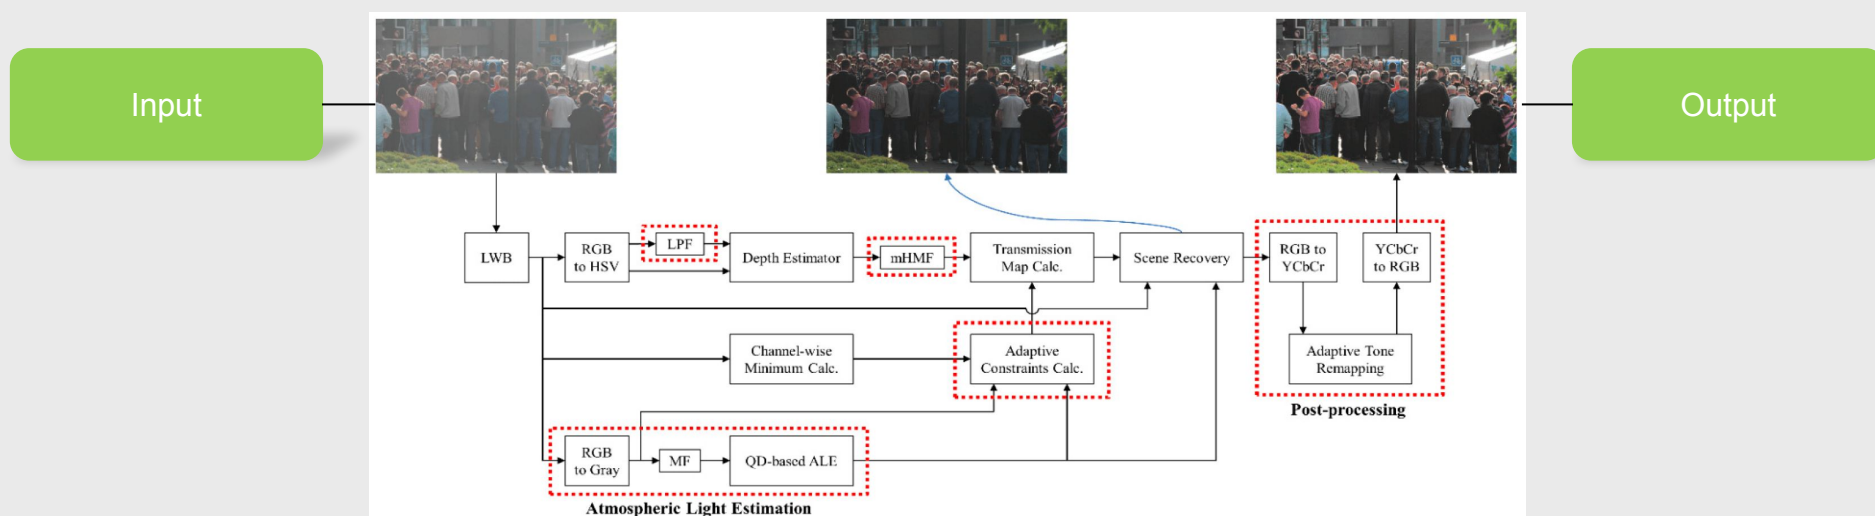 Input
Output
LWB
RGB
to HSV
LPF
Depth Estimator
mHMF
Transmission
Map Calc.
Scene Recovery
RGB to
YCbCr
YCbCr
to RGB
Channel-wise
Minimum Calc.
Adaptive
Constraints Calc.
Adaptive Tone
Remapping
Post-processing
RGB
to Gray
MF
QD-based ALE
Atmospheric Light Estimation